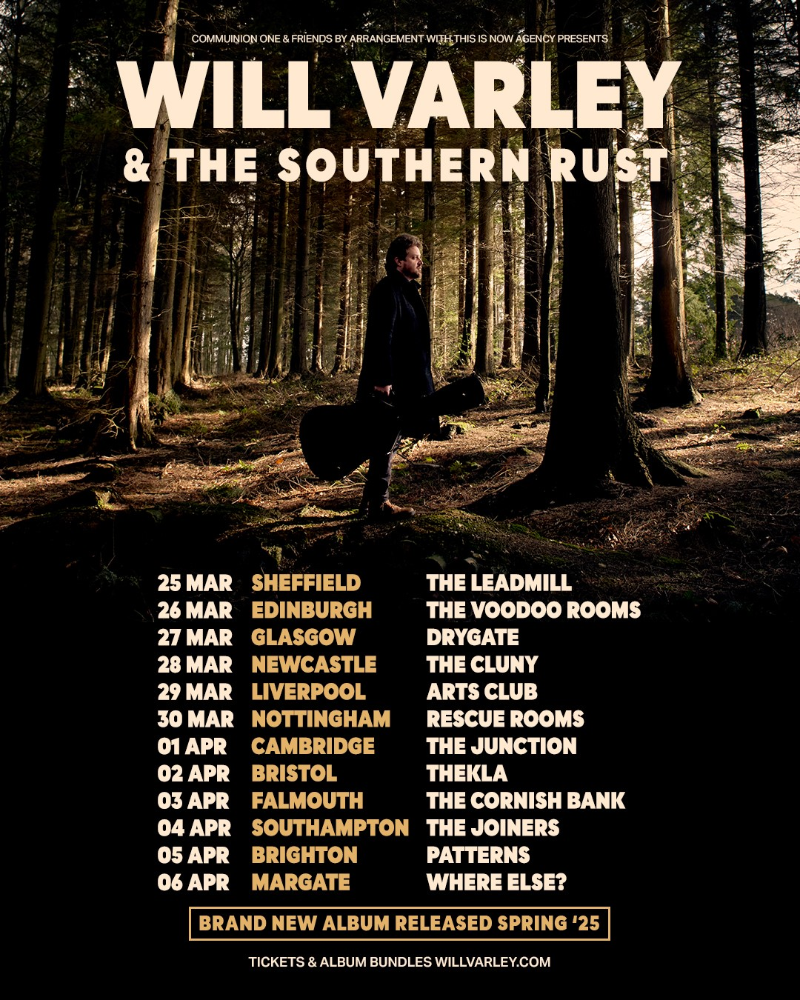 COMMUINION ONE & FRIENDS BY ARRANGEMENT WITH THIS IS NOW AGENCY PRESENTS
WILL VARLEY
& THE SOUTHERN RUST
25 MAR SHEFFIELD THE LEADMILL
26 MAR EDINBURGH THE VOODOO ROOMS
27 MAR GLASGOW DRYGATE
28 MAR NEWCASTLE THE CLUNY
29 MAR LIVERPOOL ARTS CLUB
30 MAR NOTTINGHAM RESCUE ROOMS
01 APR CAMBRIDGE THE JUNCTION
02 APR BRISTOL THEKLA
03 APR FALMOUTH THE CORNISH BANK
04 APR SOUTHAMPTON THE JOINERS
05 APR BRIGHTON PATTERNS
06 APR MARGATE WHERE ELSE?
BRAND NEW ALBUM RELEASED SPRING ‘25
TICKETS & ALBUM BUNDLES WILLVARLEY.COM